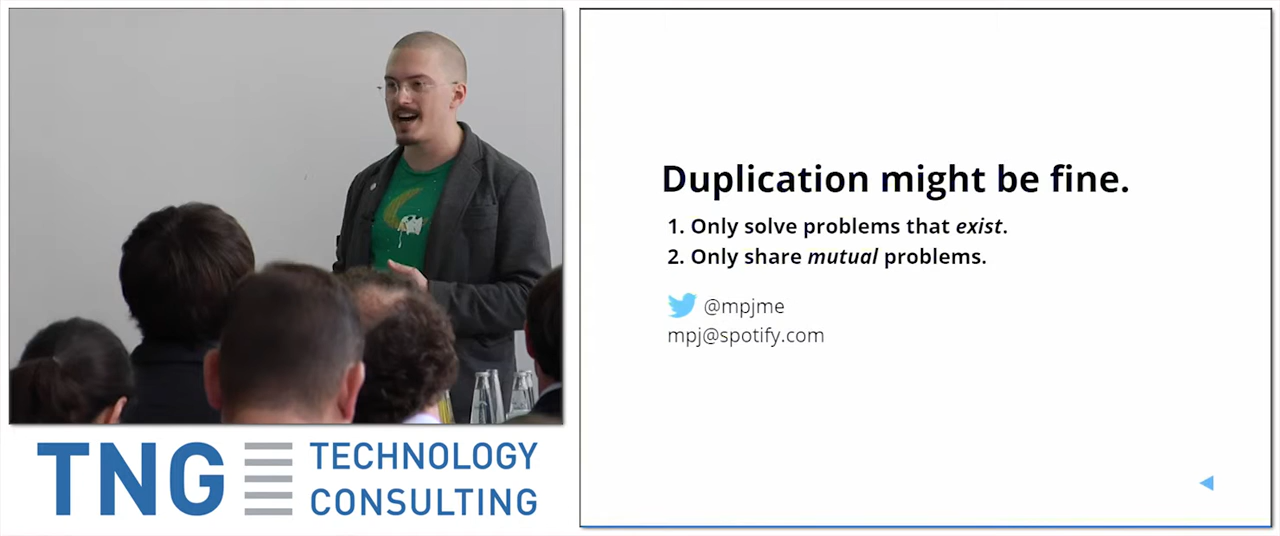 Duplication might be fine.
1. Only solve problems that exist.
2. Only share mutual problems.
@mpjme
mpj@spotify.com
TNG TECHNOLOGY
CONSULTING